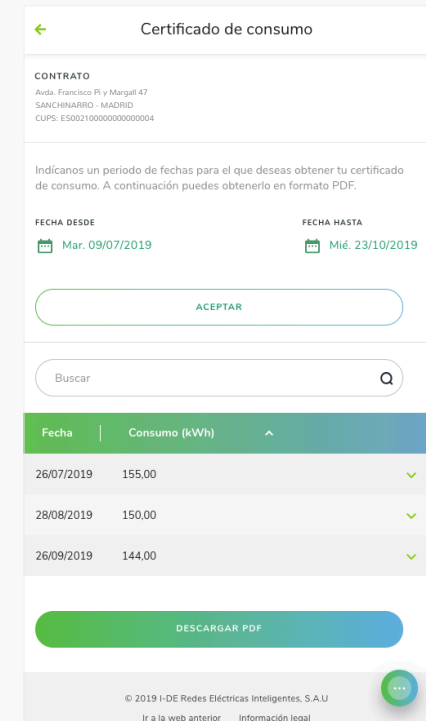 Certificado de consumo
CONTRATO
Avda. Francisco Pi y Margall 47
SANCHINARRO - MADRID
CUPS: ES002100000000000004
Indícanos un periodo de fechas para el que deseas obtener tu certificado
de consumo. A continuación puedes obtenerlo en formato PDF.
FECHA DESDE FECHA HASTA
Mar. 09/07/2019 Mié. 23/10/2019
ACEPTAR
Buscar
Fecha Consumo (kWh)
26/07/2019 155,00
28/08/2019 150,00
26/09/2019 144,00
DESCARGAR PDF
© 2019 I-DE Redes Eléctricas Inteligentes, S.A.U
Ir a la web anterior Información legal